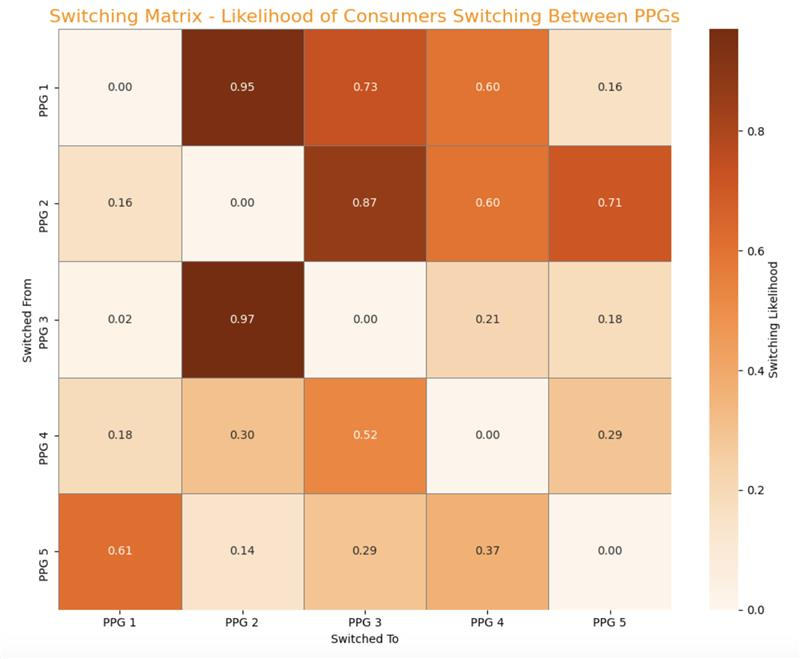 Switching Matrix - Likelihood of Consumers Switching Between PPGs
PPG 1
0.00 0.95 0.73 0.60 0.16
PPG 2
0.16 0.00 0.87 0.60 0.71
Switched From
PPG 3
0.02 0.97 0.00 0.21 0.18
PPG 4
0.18 0.30 0.52 0.00 0.29
PPG 5
0.61 0.14 0.29 0.37 0.00
PPG 1 PPG 2 PPG 3 PPG 4 PPG 5
Switched To
0.8
0.6
0.4
0.2
0.0
Switching Likelihood